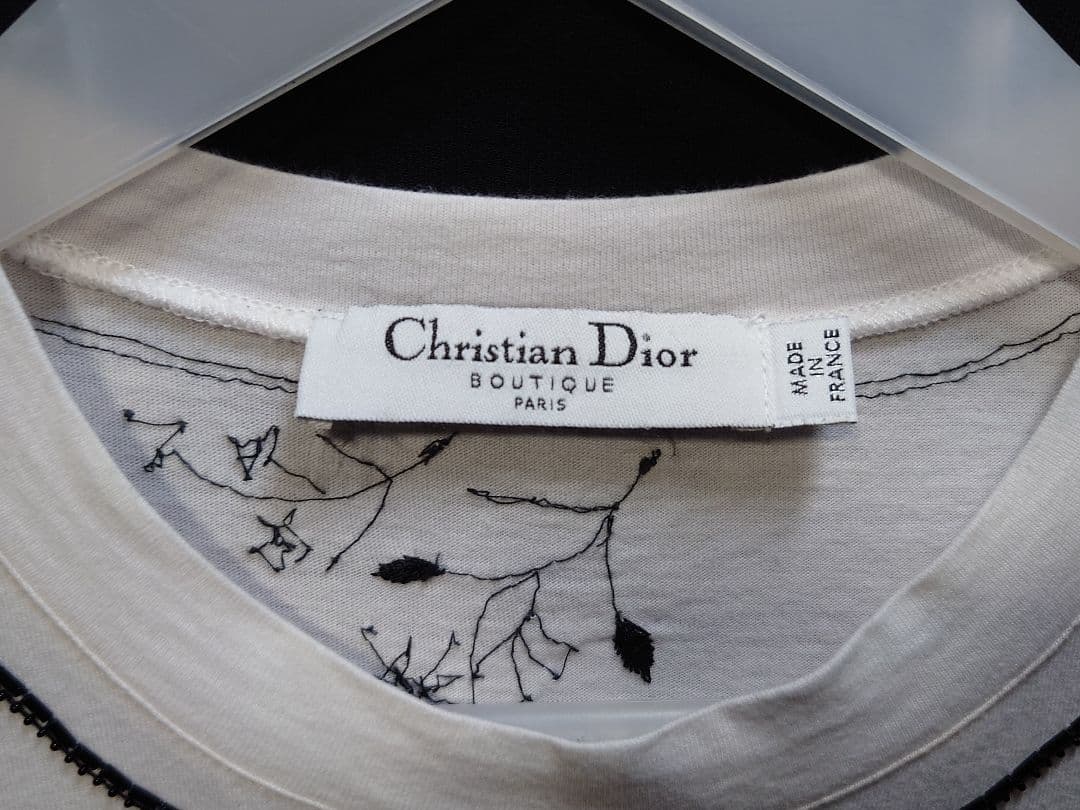 Christian Dior
BOUTIQUE
PARIS
MADE
IN
FRANCE